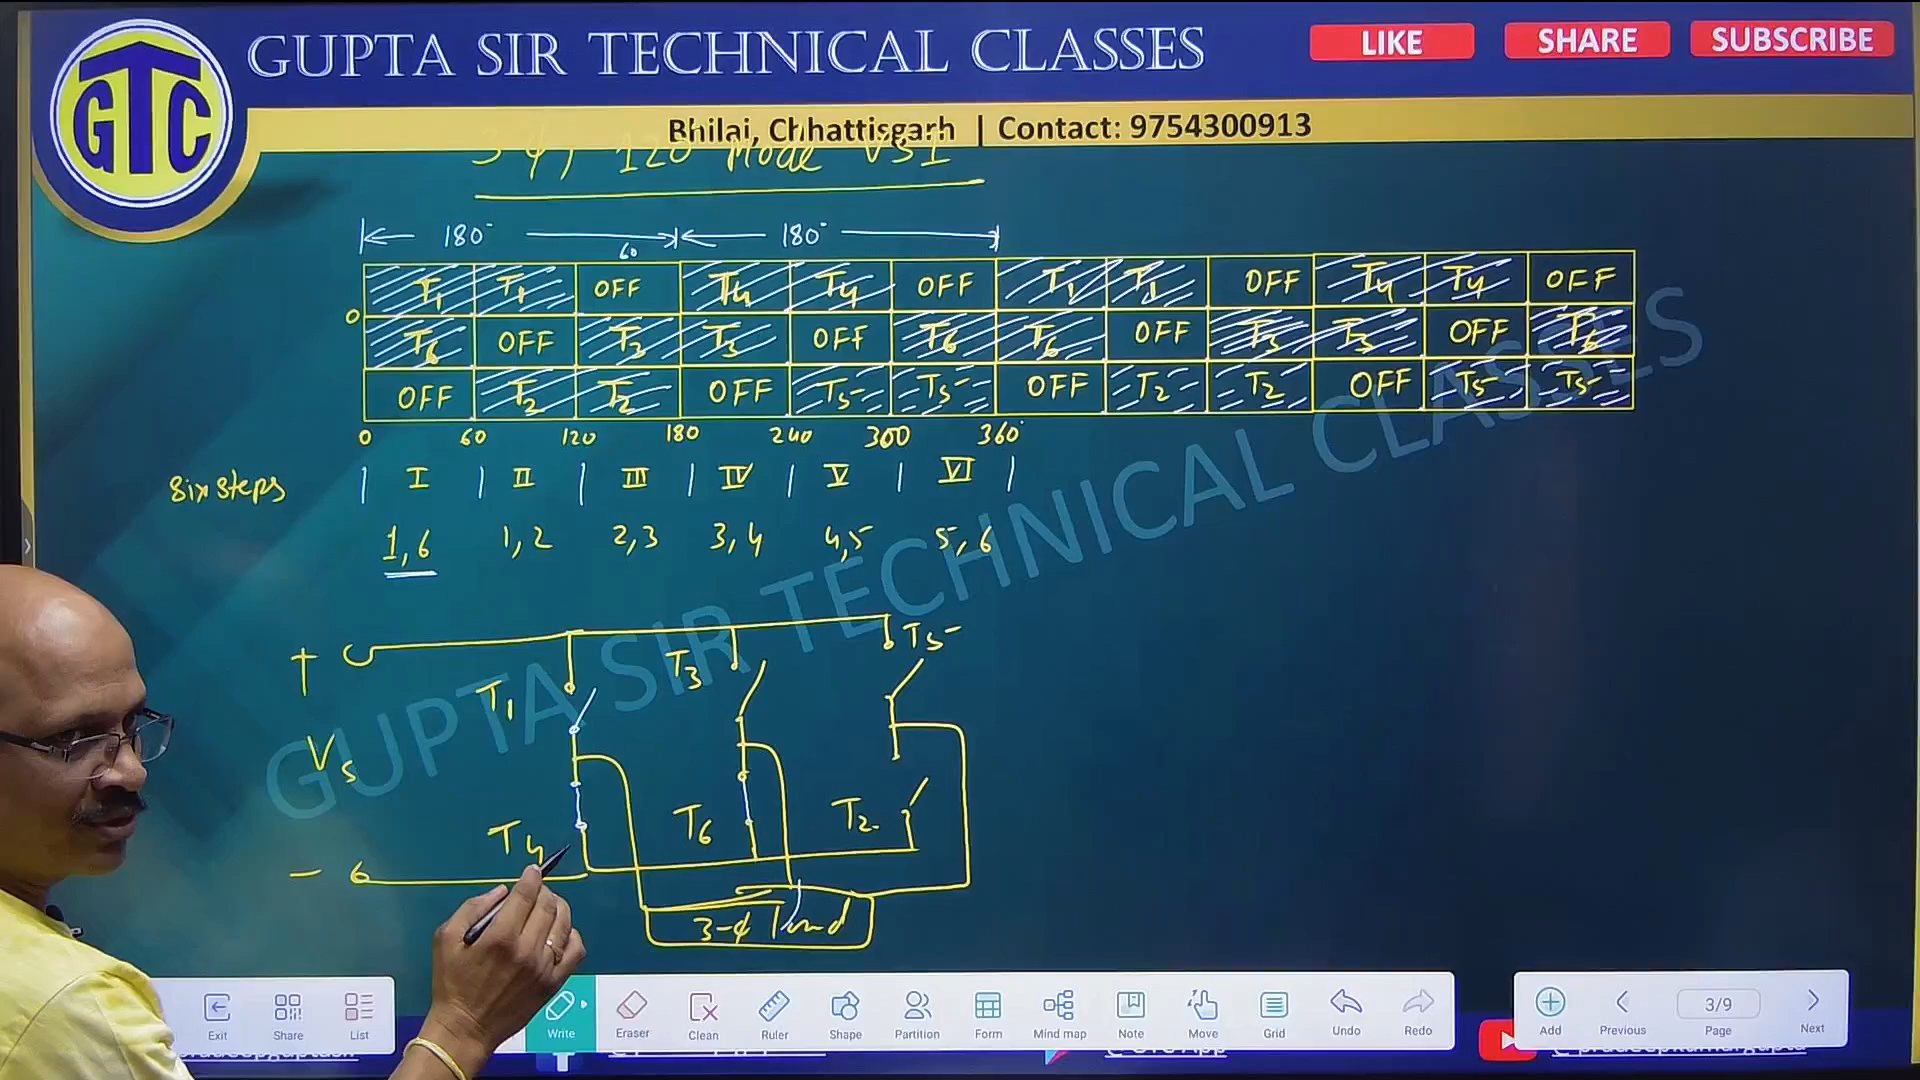 GTC
GUPTA SIR TECHNICAL CLASSES
LIKE
SHARE
SUBSCRIBE
Bhilai, Chhattisgarh | Contact: 9754300913
3-φ, 120 Mode VSI
180° 180°
60
T1 T1 OFF T4 T4 OFF T1 T1 OFF T4 T4 OFF
0
T6 OFF T3 T3 OFF T6 T6 OFF T3 T3 OFF T6
OFF T2 T2 OFF T5 T5 OFF T2 T2 OFF T5 T5
0 60 120 180 240 300 360°
Six steps | I | II | III | IV | V | VI |
1,6 1,2 2,3 3,4 4,5 5,6
GUPTA SIR TECHNICAL CLASSES
+
T1 T3 T5
Vs
T4 T6 T2
-
3-φ
Exit Share List Write Eraser Clean Ruler Shape Partition Form Mind map Note Move Grid Undo Redo Add Previous 3/9 Page Next